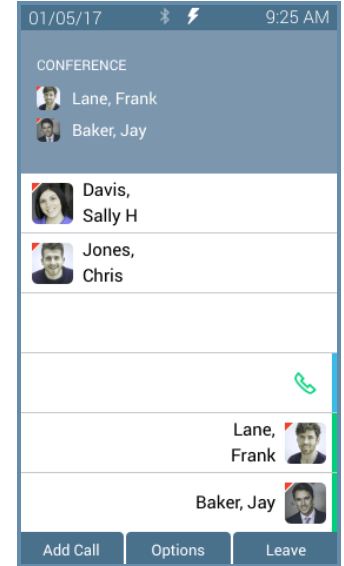 01/05/17 9:25 AM
CONFERENCE
Lane, Frank
Baker, Jay
Davis,
Sally H
Jones,
Chris
Lane,
Frank
Baker, Jay
Add Call Options Leave